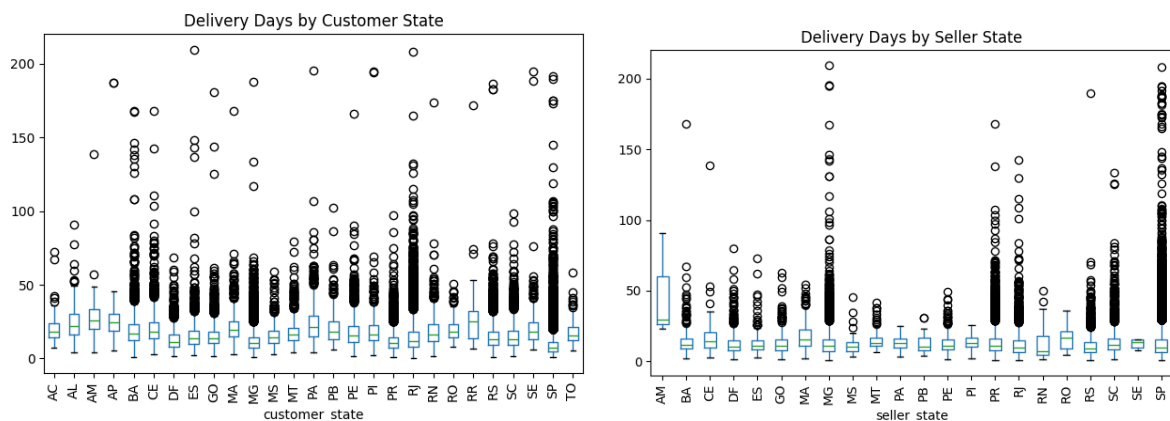 Delivery Days by Customer State
200
150
100
50
0
AC AL AM AP BA CE DF ES GO MA MG MS MT PA PB PE PI PR RJ RN RO RR RS SC SE SP TO
customer_state
Delivery Days by Seller State
200
150
100
50
0
AM BA CE DF ES GO MA MG MS MT PA PB PE PI PR RJ RN RO RS SC SE SP
seller_state